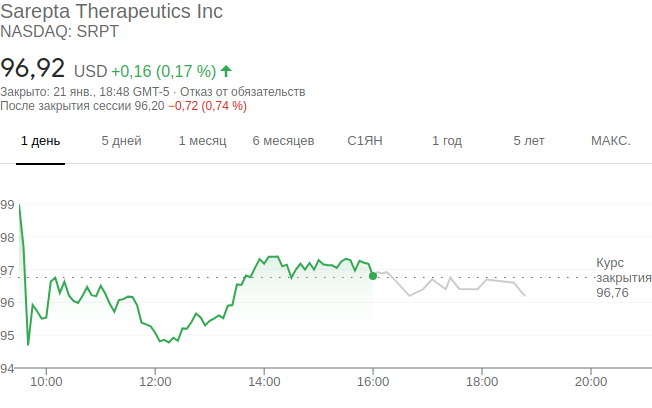 Sarepta Therapeutics Inc
NASDAQ: SRPT
96,92 USD +0,16 (0,17 %)
Закрыто: 21 янв., 18:48 GMT-5 · Отказ от обязательств
После закрытия сессии 96,20 −0,72 (0,74 %)
1 день 5 дней 1 месяц 6 месяцев С1ЯН 1 год 5 лет МАКС.
99
98
97
96
95
94
Курс
закрытия
96,76
10:00 12:00 14:00 16:00 18:00 20:00